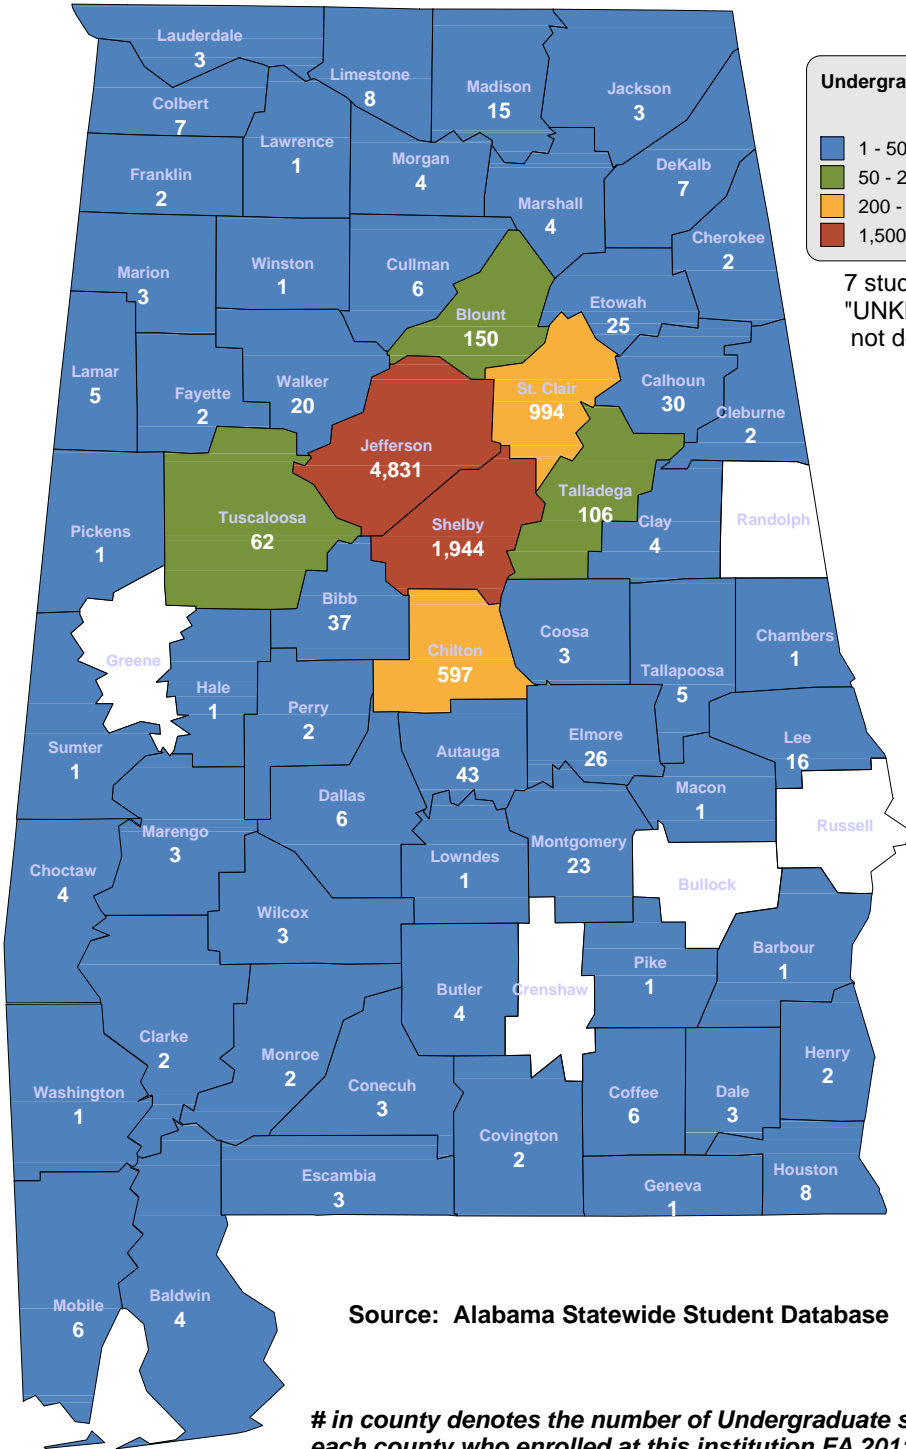 Lauderdale
3
Limestone
8
Madison
15
Jackson
3
Colbert
7
Lawrence
1
Morgan
4
Franklin
2
DeKalb
7
Marshall
4
Cherokee
2
Marion
3
Winston
1
Cullman
6
Blount
150
Etowah
25
Lamar
5
Fayette
2
Walker
20
St. Clair
994
Calhoun
30
Cleburne
2
Jefferson
4,831
Talladega
106
Tuscaloosa
62
Shelby
1,944
Clay
4
Randolph
Pickens
1
Bibb
37
Greene
Hale
1
Chilton
597
Coosa
3
Tallapoosa
5
Chambers
1
Perry
2
Sumter
1
Autauga
43
Elmore
26
Lee
16
Dallas
6
Macon
1
Russell
Marengo
3
Choctaw
4
Lowndes
1
Montgomery
23
Bullock
Wilcox
3
Butler
4
Crenshaw
Pike
1
Barbour
1
Clarke
2
Monroe
2
Conecuh
3
Washington
1
Covington
2
Coffee
6
Dale
3
Henry
2
Escambia
3
Geneva
1
Houston
8
Mobile
6
Baldwin
4
1 - 50
50 - 2
200 -
1,500
7
not
Source: Alabama Statewide Student Database
# in county denotes the number of Undergraduate
each county who enrolled at this institution FA